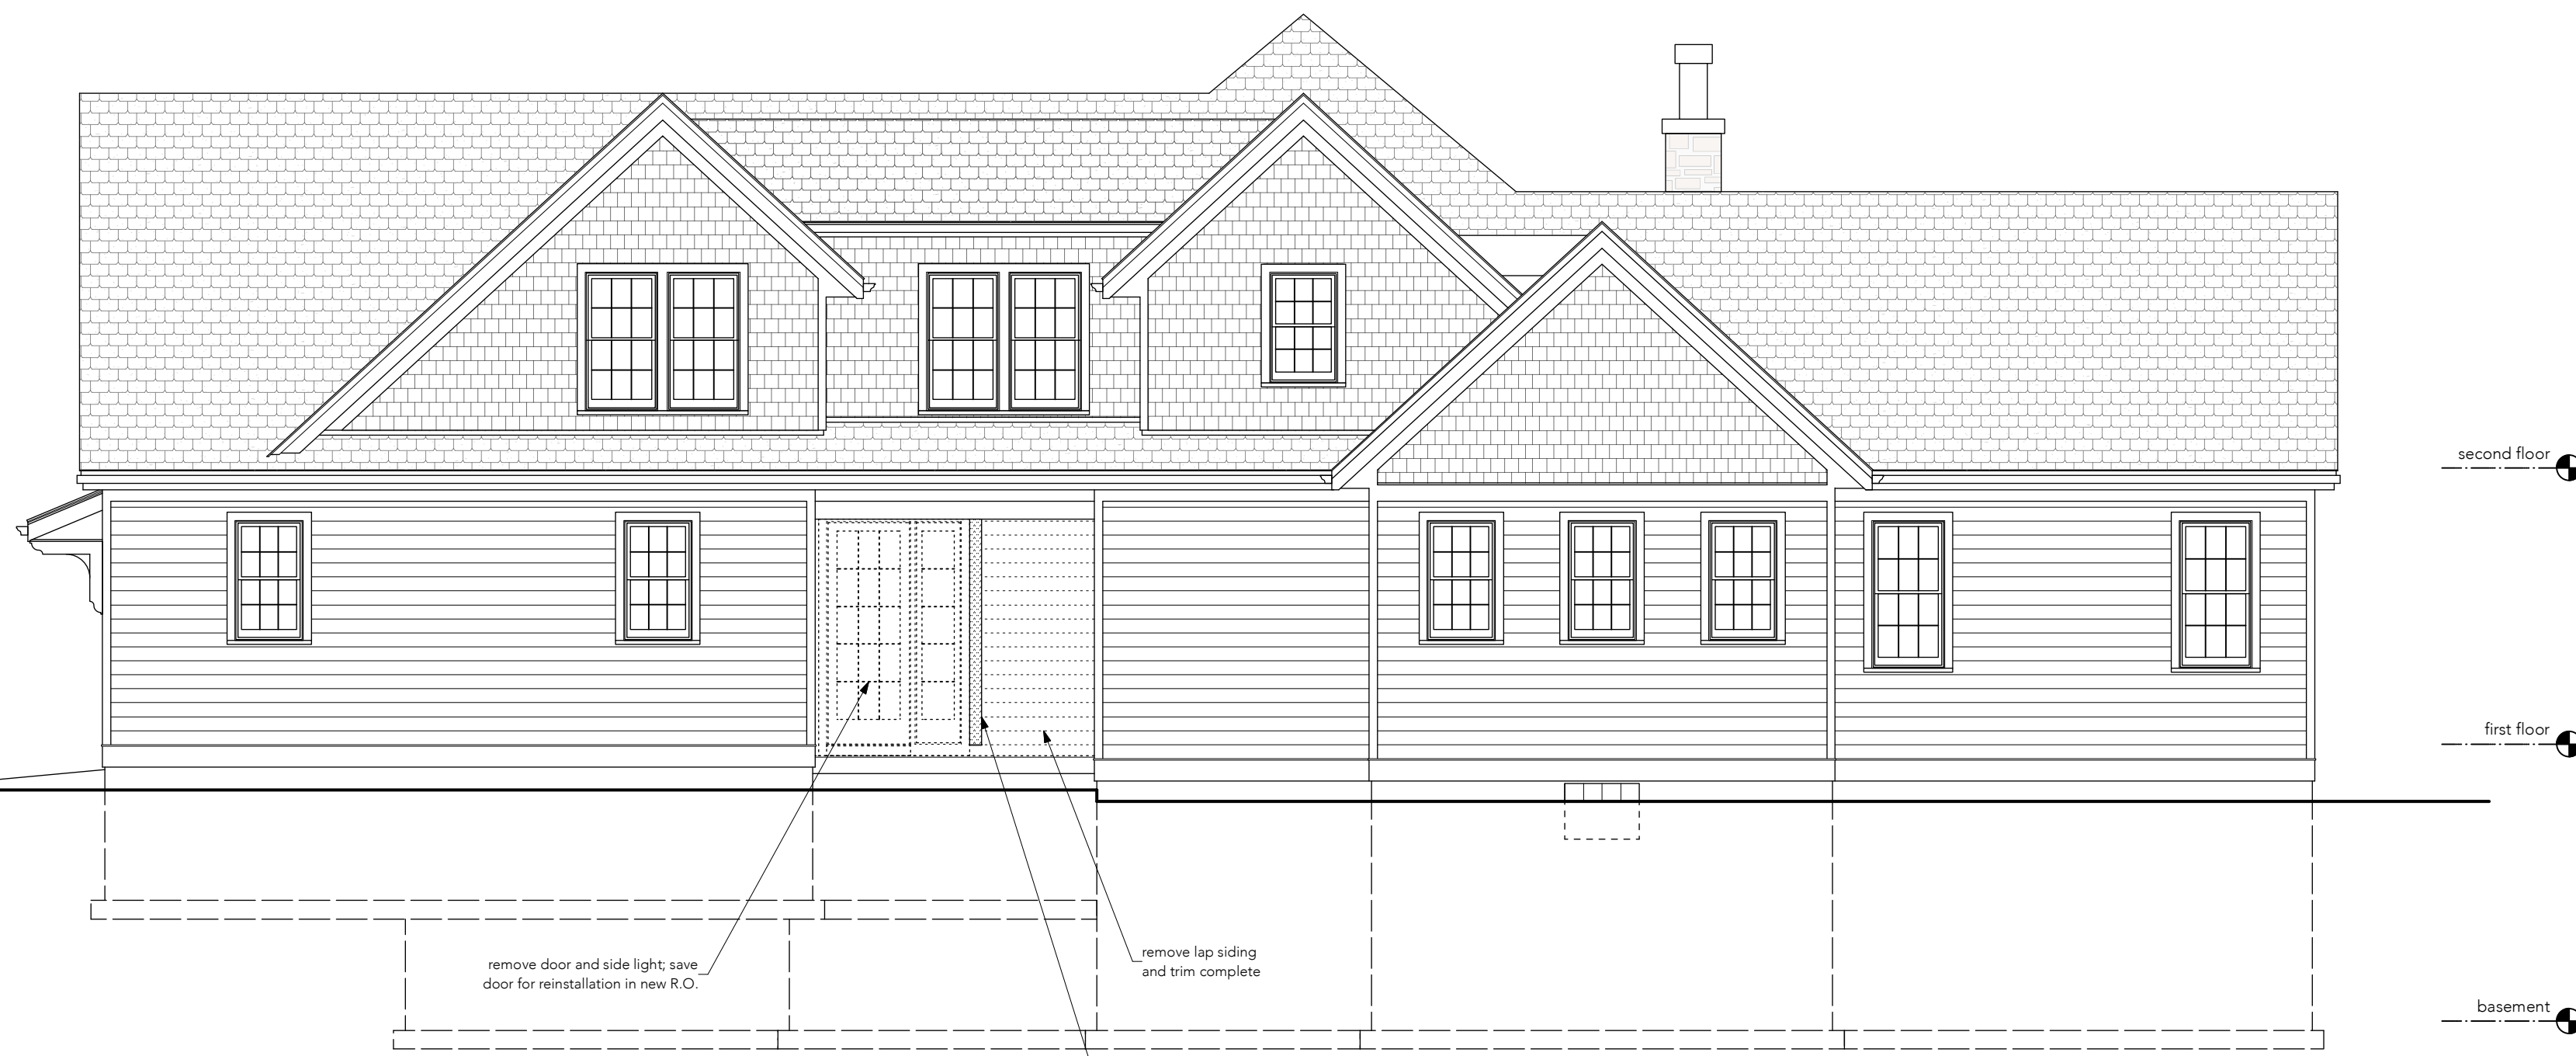 second floor
first floor
remove lap siding
and trim complete
remove door and side light; save
door for reinstallation in new R.O.
basement